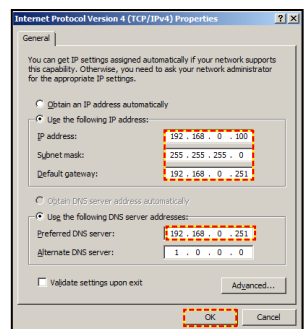 Internet Protocol Version 4 (TCP/IPv4) Properties
General
You can get IP settings assigned automatically if your network supports
this capability. Otherwise, you need to ask your network administrator
for the appropriate IP settings.
Obtain an IP address automatically
Use the following IP address:
IP address: 192 . 168 . 0 . 100
Subnet mask: 255 . 255 . 255 . 0
Default gateway: 192 . 168 . 0 . 251
Obtain DNS server address automatically
Use the following DNS server addresses:
Preferred DNS server: 192 . 168 . 0 . 251
Alternate DNS server: 1 . 0 . 0 . 0
Validate settings upon exit
Advanced...
OK Cancel